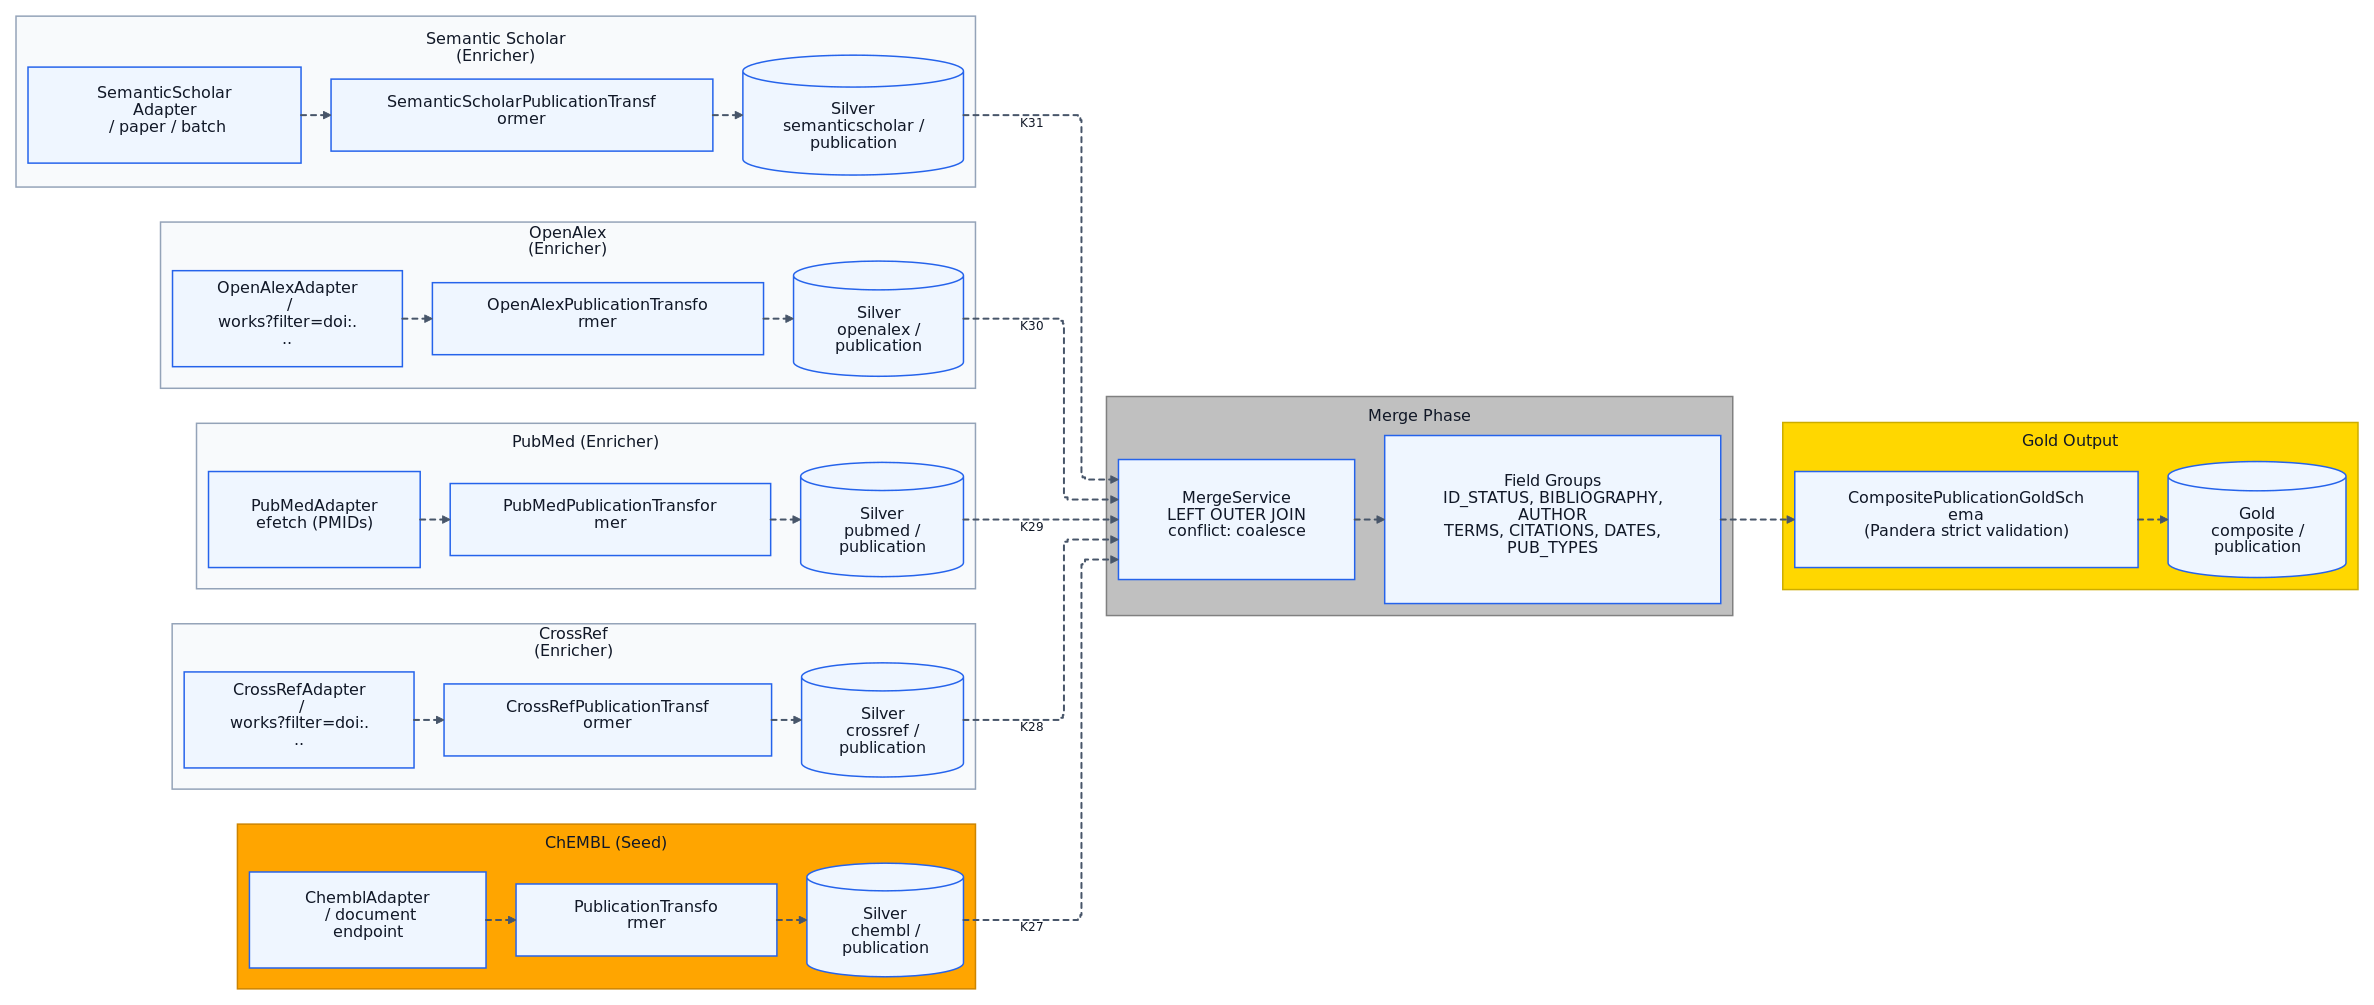 Semantic Scholar
(Enricher)
SemanticScholar
Adapter
/ paper / batch
SemanticScholarPublicationTransf
ormer
Silver
semanticscholar /
publication
K31
OpenAlex
(Enricher)
OpenAlexAdapter
/
works?filter=doi:.
..
OpenAlexPublicationTransfo
rmer
Silver
openalex /
publication
K30
PubMed (Enricher)
PubMedAdapter
efetch (PMIDs)
PubMedPublicationTransfor
mer
Silver
pubmed /
publication
K29
CrossRef
(Enricher)
CrossRefAdapter
/
works?filter=doi:.
..
CrossRefPublicationTransf
ormer
Silver
crossref /
publication
K28
ChEMBL (Seed)
ChemblAdapter
/ document
endpoint
PublicationTransfo
rmer
Silver
chembl /
publication
K27
Merge Phase
MergeService
LEFT OUTER JOIN
conflict: coalesce
Field Groups
ID_STATUS, BIBLIOGRAPHY,
AUTHOR
TERMS, CITATIONS, DATES,
PUB_TYPES
Gold Output
CompositePublicationGoldSch
ema
(Pandera strict validation)
Gold
composite /
publication